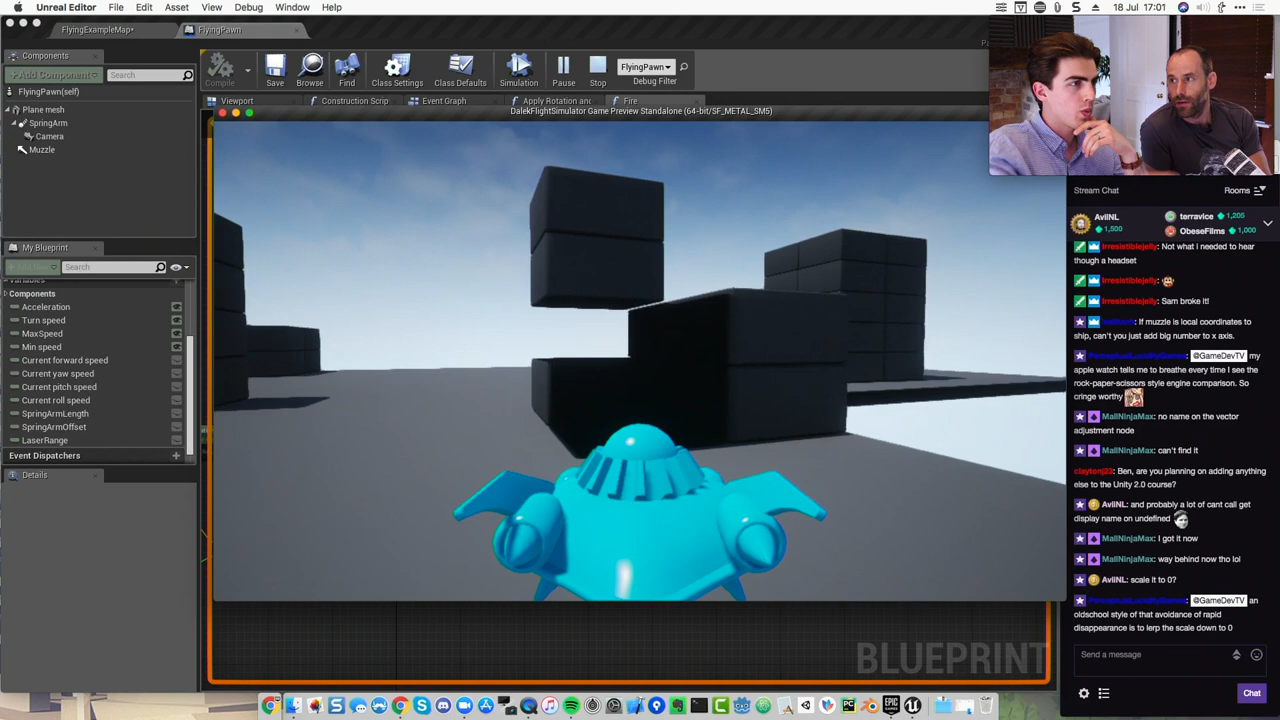 Unreal Editor File Edit Asset View Debug Window Help
18 Jul 17:01
FlyingExampleMap*
FlyingPawn
Components
+Add Component
Search
FlyingPawn(self)
Plane mesh
SpringArm
Camera
Muzzle
Compile
Save
Browse
Find
Class Settings
Class Defaults
Simulation
Pause
Stop
FlyingPawn
Debug Filter
Viewport
Construction Scrip
Event Graph
Apply Rotation and
Fire
DalekFlightSimulator Game Preview Standalone (64-bit/SF_METAL_SM5)
My Blueprint
Search
Variables
Components
Acceleration
Turn speed
MaxSpeed
Min speed
Current forward speed
Current yaw speed
Current pitch speed
Current roll speed
SpringArmLength
SpringArmOffset
LaserRange
Event Dispatchers
Details
BLUEPRINT
Stream Chat
Rooms
AvilNL
1,500
terravice 1,205
ObeseFilms 1,000
Irresistiblejelly: Not what i needed to hear
though a headset
Irresistiblejelly:
Irresistiblejelly: Sam broke it!
If muzzle is local coordinates to
ship, can't you just add big number to x axis.
@GameDevTV my
apple watch tells me to breathe every time I see the
rock-paper-scissors style engine comparison. So
cringe worthy
MallNinjaMax: no name on the vector
adjustment node
MallNinjaMax: can't find it
claytonj23: Ben, are you planning on adding anything
else to the Unity 2.0 course?
AvilNL: and probably a lot of cant call get
display name on undefined
MallNinjaMax: I got it now
MallNinjaMax: way behind now tho lol
AvilNL: scale it to 0?
@GameDevTV an
oldschool style of that avoidance of rapid
disappearance is to lerp the scale down to 0
Send a message
Chat